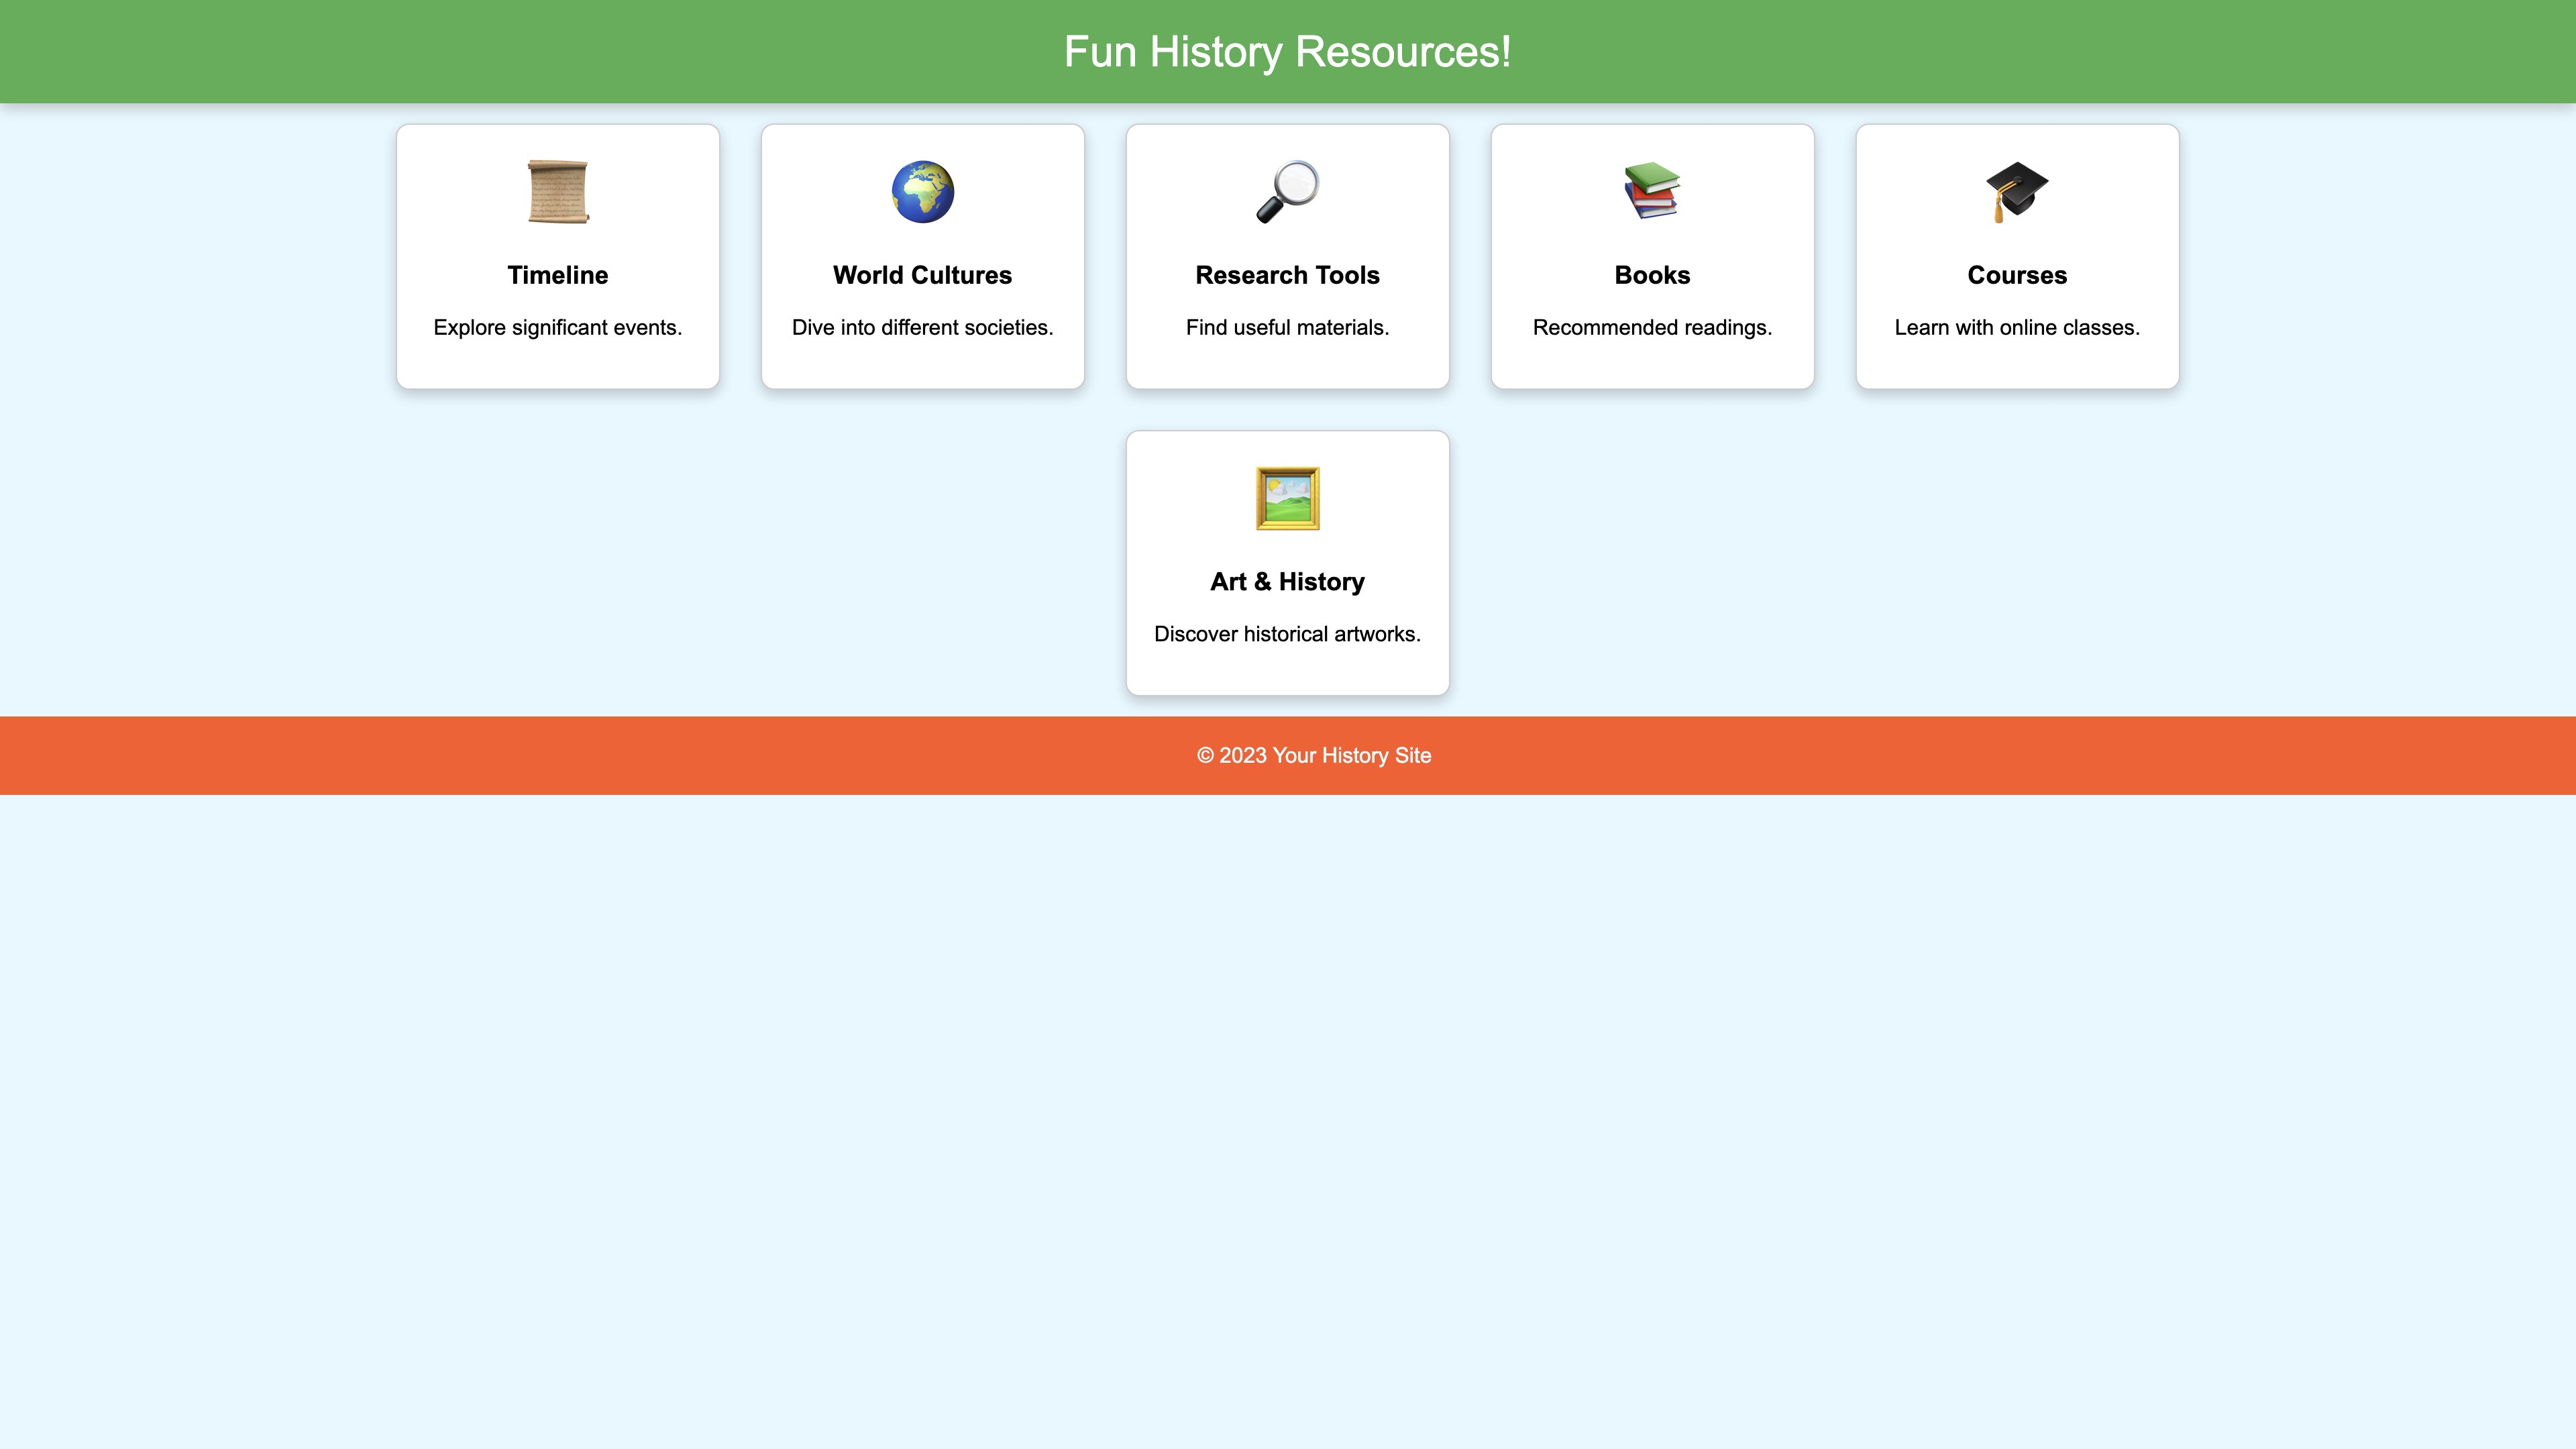 Fun History Resources!
Timeline
Explore significant events.
World Cultures
Dive into different societies.
Research Tools
Find useful materials.
Books
Recommended readings.
Courses
Learn with online classes.
Art & History
Discover historical artworks.
© 2023 Your History Site